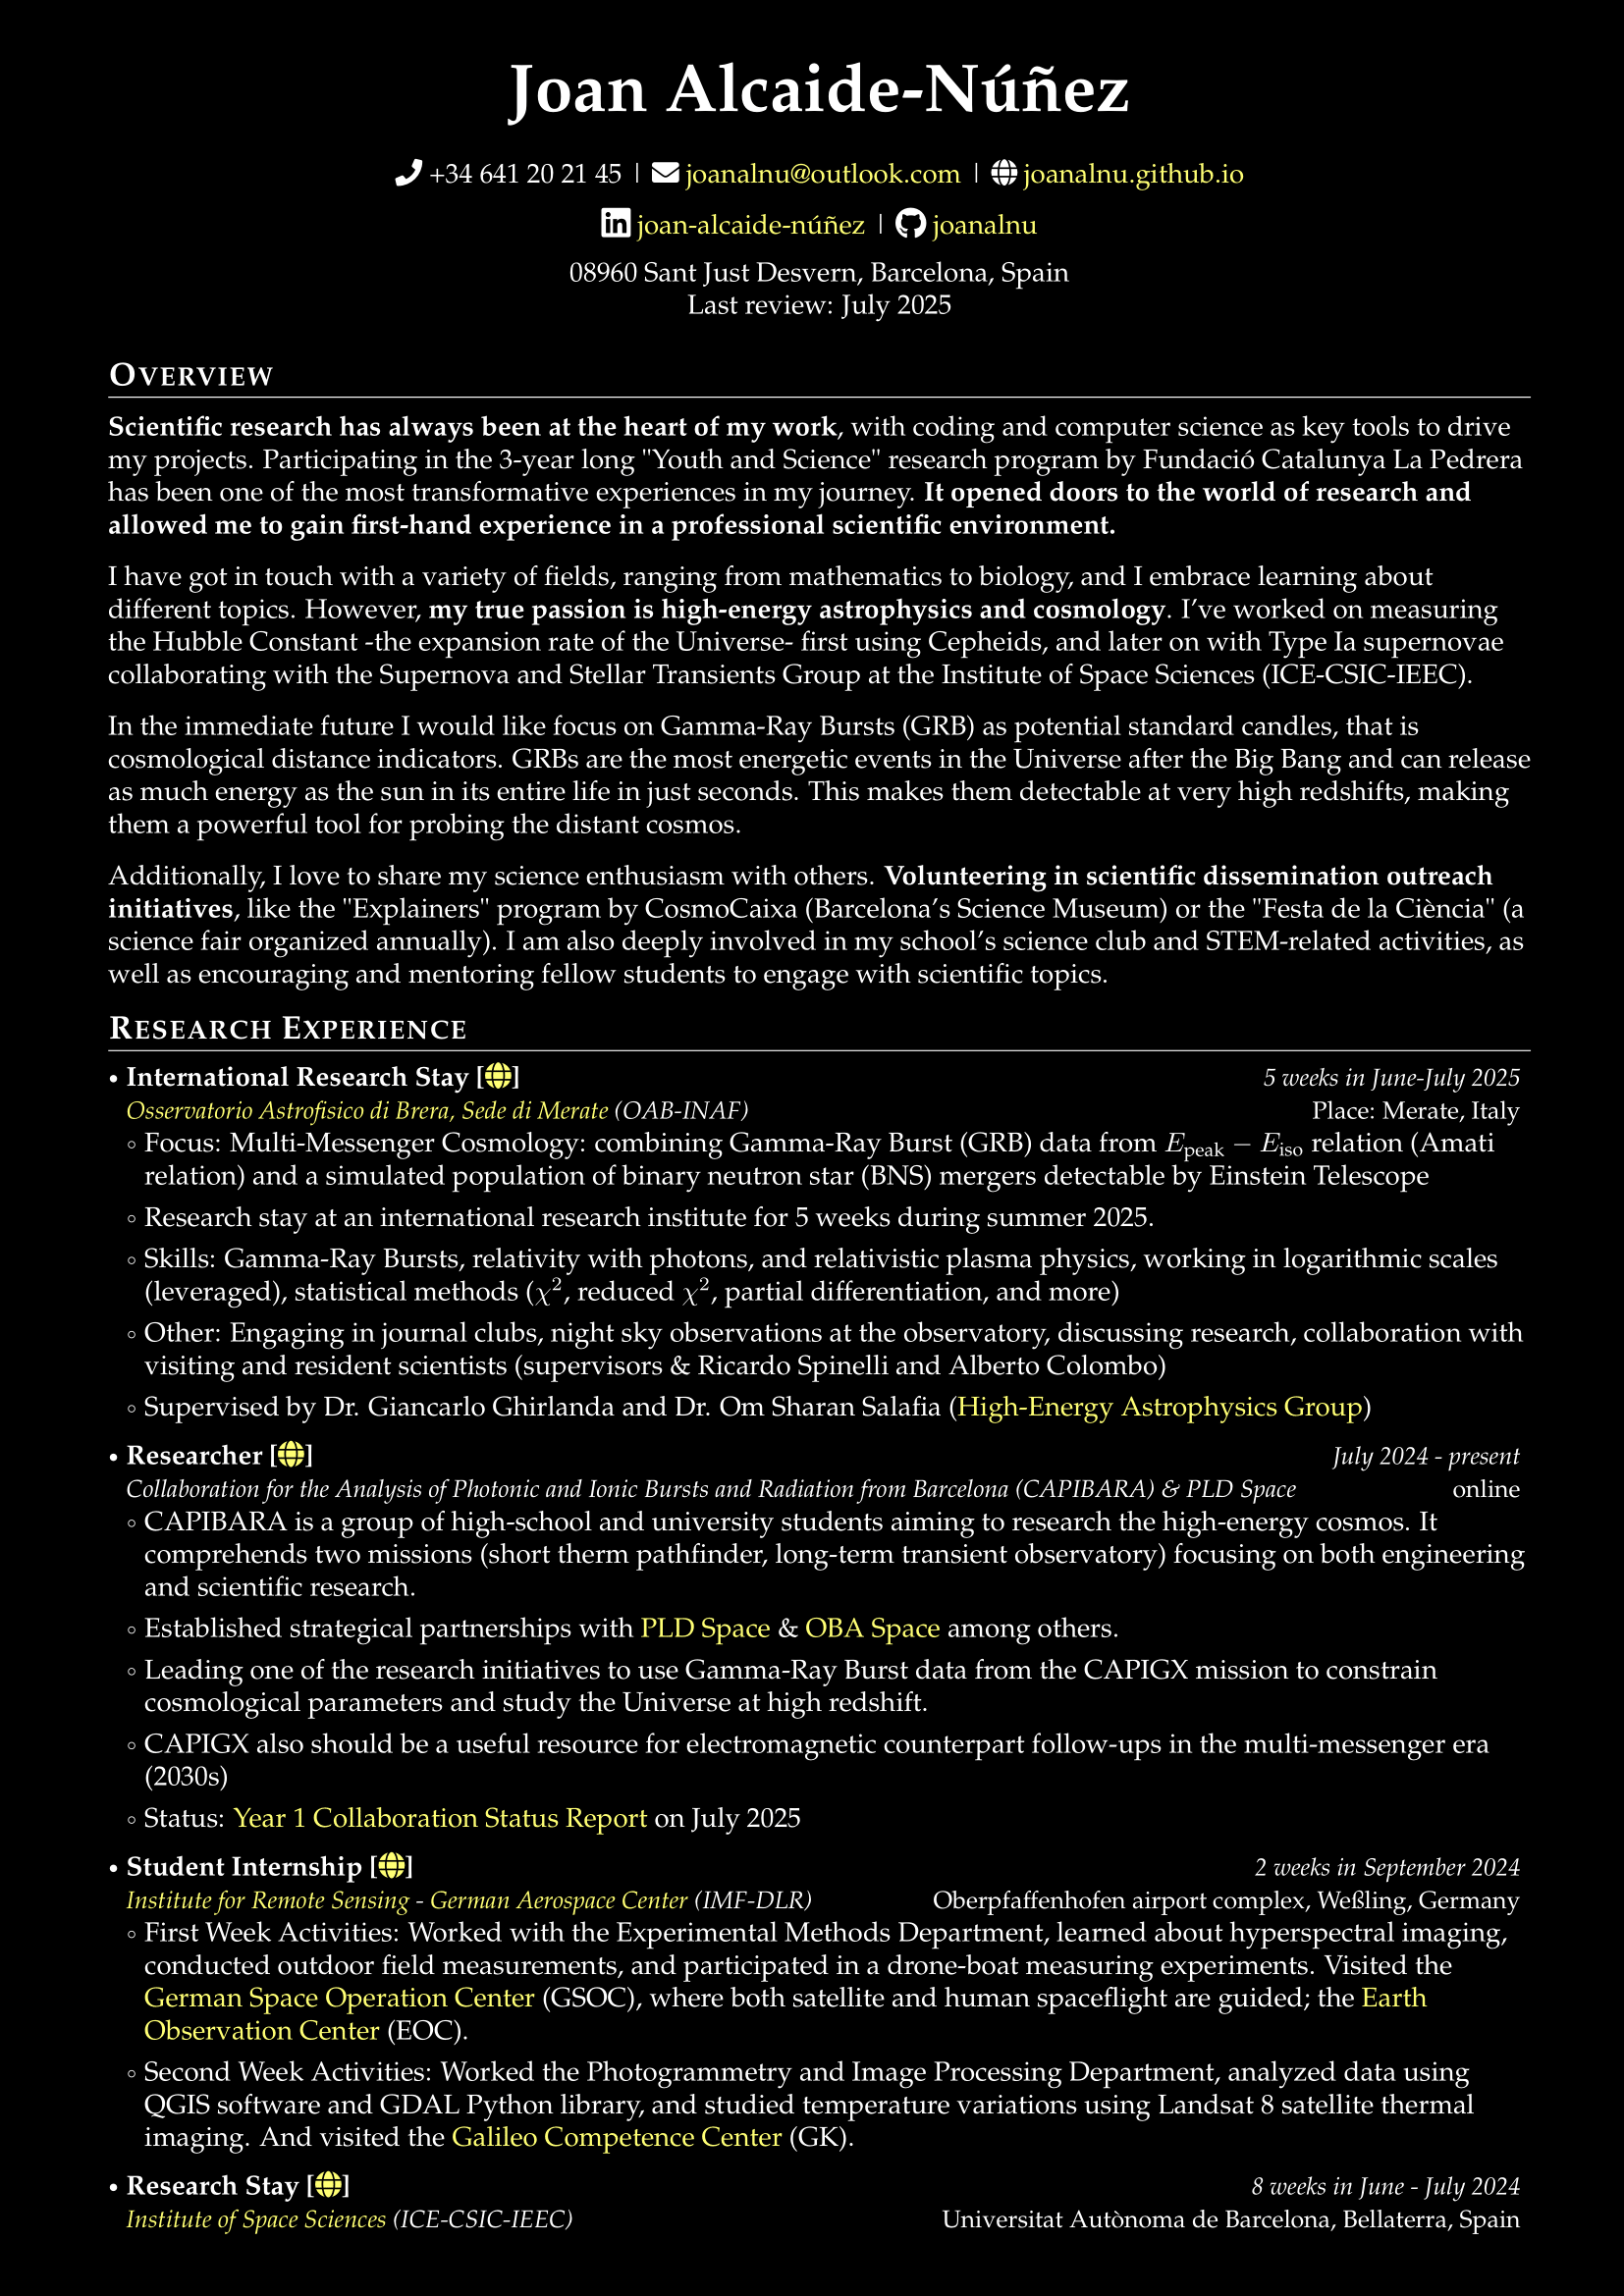 Joan Alcaide-Núñez
+34 641 20 21 45 | joanalnu@outlook.com | joanalnu.github.io
joan-alcaide-núñez | joanalnu
08960 Sant Just Desvern, Barcelona, Spain
Last review: July 2025
Overview
Scientific research has always been at the heart of my work, with coding and computer science as key tools to drive
my projects. Participating in the 3-year long "Youth and Science" research program by Fundació Catalunya La Pedrera
has been one of the most transformative experiences in my journey. It opened doors to the world of research and
allowed me to gain first-hand experience in a professional scientific environment.
I have got in touch with a variety of fields, ranging from mathematics to biology, and I embrace learning about
different topics. However, my true passion is high-energy astrophysics and cosmology. I've worked on measuring
the Hubble Constant -the expansion rate of the Universe- first using Cepheids, and later on with Type Ia supernovae
collaborating with the Supernova and Stellar Transients Group at the Institute of Space Sciences (ICE-CSIC-IEEC).
In the immediate future I would like focus on Gamma-Ray Bursts (GRB) as potential standard candles, that is
cosmological distance indicators. GRBs are the most energetic events in the Universe after the Big Bang and can release
as much energy as the sun in its entire life in just seconds. This makes them detectable at very high redshifts, making
them a powerful tool for probing the distant cosmos.
Additionally, I love to share my science enthusiasm with others. Volunteering in scientific dissemination outreach
initiatives, like the "Explainers" program by CosmoCaixa (Barcelona's Science Museum) or the "Festa de la Ciència" (a
science fair organized annually). I am also deeply involved in my school's science club and STEM-related activities, as
well as encouraging and mentoring fellow students to engage with scientific topics.
Research Experience
• International Research Stay [] 5 weeks in June-July 2025
Osservatorio Astrofisico di Brera, Sede di Merate (OAB-INAF) Place: Merate, Italy
◦ Focus: Multi-Messenger Cosmology: combining Gamma-Ray Burst (GRB) data from E_peak − E_iso relation (Amati
relation) and a simulated population of binary neutron star (BNS) mergers detectable by Einstein Telescope
◦ Research stay at an international research institute for 5 weeks during summer 2025.
◦ Skills: Gamma-Ray Bursts, relativity with photons, and relativistic plasma physics, working in logarithmic scales
(leveraged), statistical methods (χ², reduced χ², partial differentiation, and more)
◦ Other: Engaging in journal clubs, night sky observations at the observatory, discussing research, collaboration with
visiting and resident scientists (supervisors & Ricardo Spinelli and Alberto Colombo)
◦ Supervised by Dr. Giancarlo Ghirlanda and Dr. Om Sharan Salafia (High-Energy Astrophysics Group)
• Researcher [] July 2024 - present
Collaboration for the Analysis of Photonic and Ionic Bursts and Radiation from Barcelona (CAPIBARA) & PLD Space online
◦ CAPIBARA is a group of high-school and university students aiming to research the high-energy cosmos. It
comprehends two missions (short therm pathfinder, long-term transient observatory) focusing on both engineering
and scientific research.
◦ Established strategical partnerships with PLD Space & OBA Space among others.
◦ Leading one of the research initiatives to use Gamma-Ray Burst data from the CAPIGX mission to constrain
cosmological parameters and study the Universe at high redshift.
◦ CAPIGX also should be a useful resource for electromagnetic counterpart follow-ups in the multi-messenger era
(2030s)
◦ Status: Year 1 Collaboration Status Report on July 2025
• Student Internship [] 2 weeks in September 2024
Institute for Remote Sensing - German Aerospace Center (IMF-DLR) Oberpfaffenhofen airport complex, Weßling, Germany
◦ First Week Activities: Worked with the Experimental Methods Department, learned about hyperspectral imaging,
conducted outdoor field measurements, and participated in a drone-boat measuring experiments. Visited the
German Space Operation Center (GSOC), where both satellite and human spaceflight are guided; the Earth
Observation Center (EOC).
◦ Second Week Activities: Worked the Photogrammetry and Image Processing Department, analyzed data using
QGIS software and GDAL Python library, and studied temperature variations using Landsat 8 satellite thermal
imaging. And visited the Galileo Competence Center (GK).
• Research Stay [] 8 weeks in June - July 2024
Institute of Space Sciences (ICE-CSIC-IEEC) Universitat Autònoma de Barcelona, Bellaterra, Spain